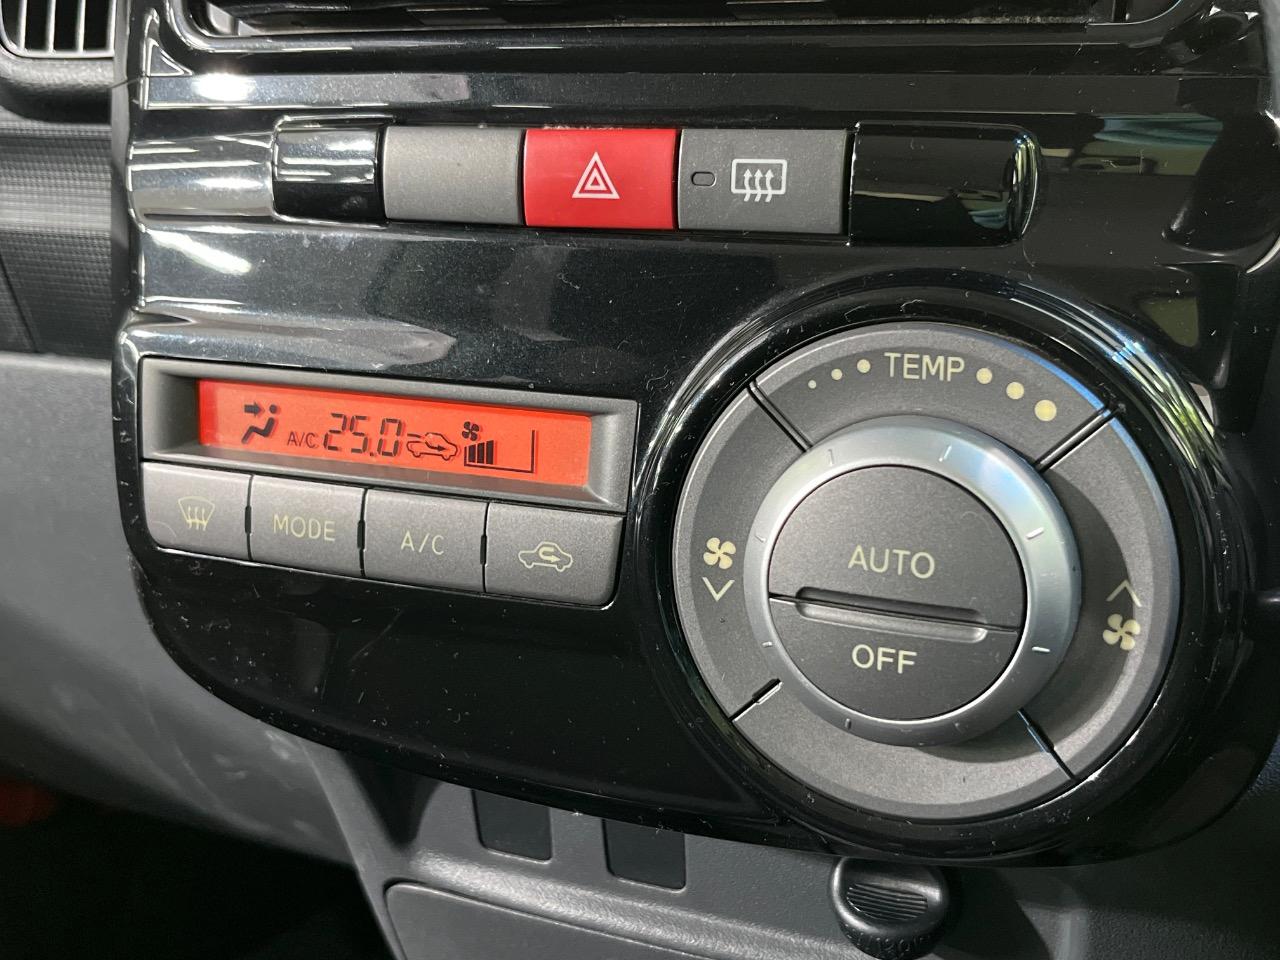 TEMP
A/C 25.0
MODE
A/C
AUTO
OFF